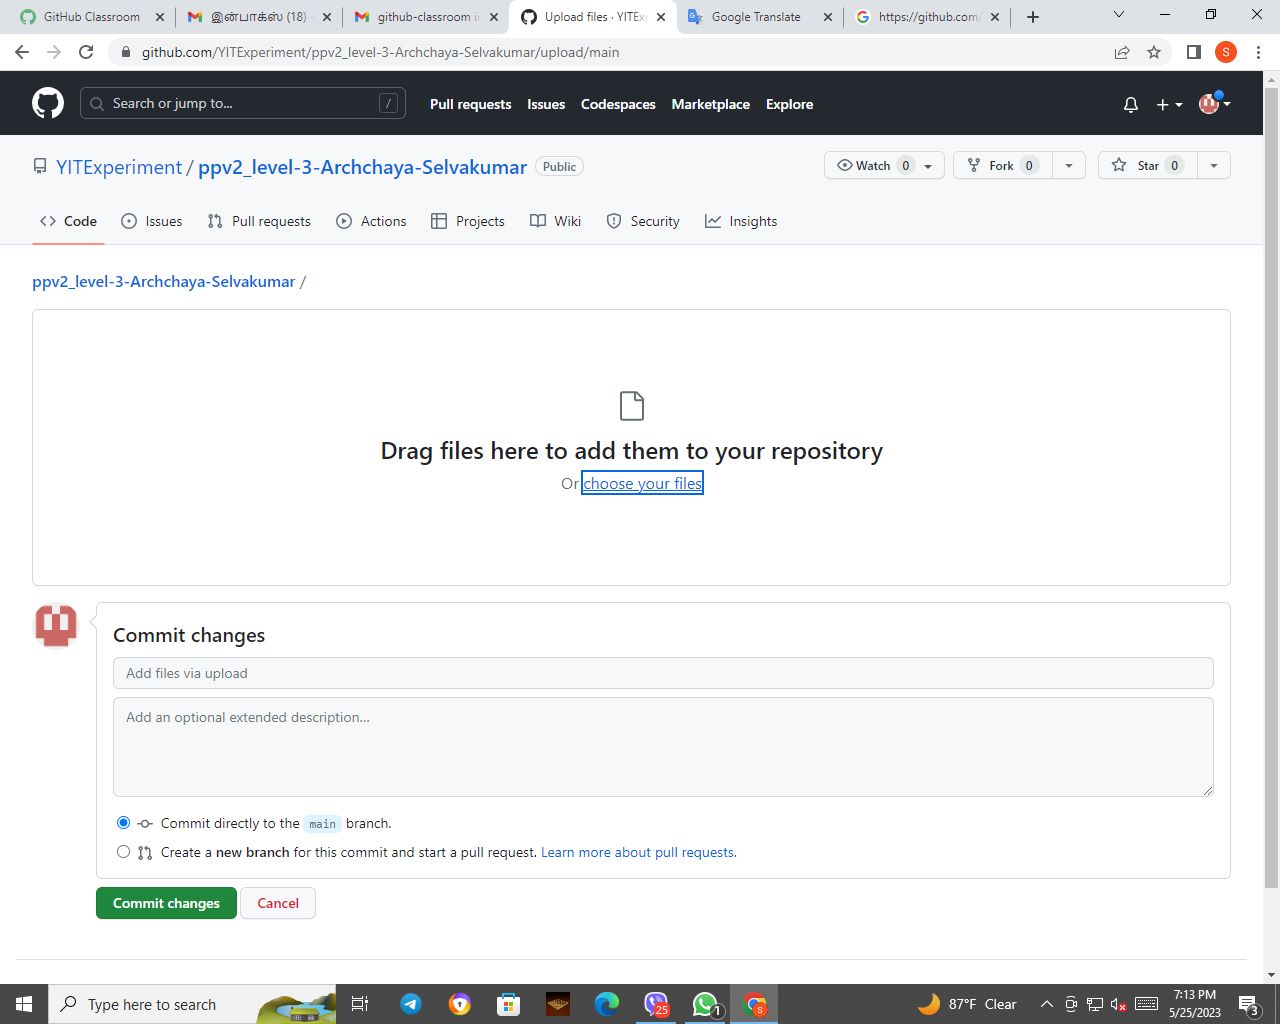 GitHub Classroom
இன்பாக்ஸ் (18) -
github-classroom in
Upload files · YITExp
Google Translate
https://github.com/
github.com/YITExperiment/ppv2_level-3-Archchaya-Selvakumar/upload/main
S
Search or jump to...
/
Pull requests
Issues
Codespaces
Marketplace
Explore
YITExperiment / ppv2_level-3-Archchaya-Selvakumar
Public
Watch 0
Fork 0
Star 0
Code
Issues
Pull requests
Actions
Projects
Wiki
Security
Insights
ppv2_level-3-Archchaya-Selvakumar /
Drag files here to add them to your repository
Or choose your files
Commit changes
Add files via upload
Add an optional extended description...
Commit directly to the main branch.
Create a new branch for this commit and start a pull request. Learn more about pull requests.
Commit changes
Cancel
Type here to search
25
1
S
87°F Clear
7:13 PM
5/25/2023
3